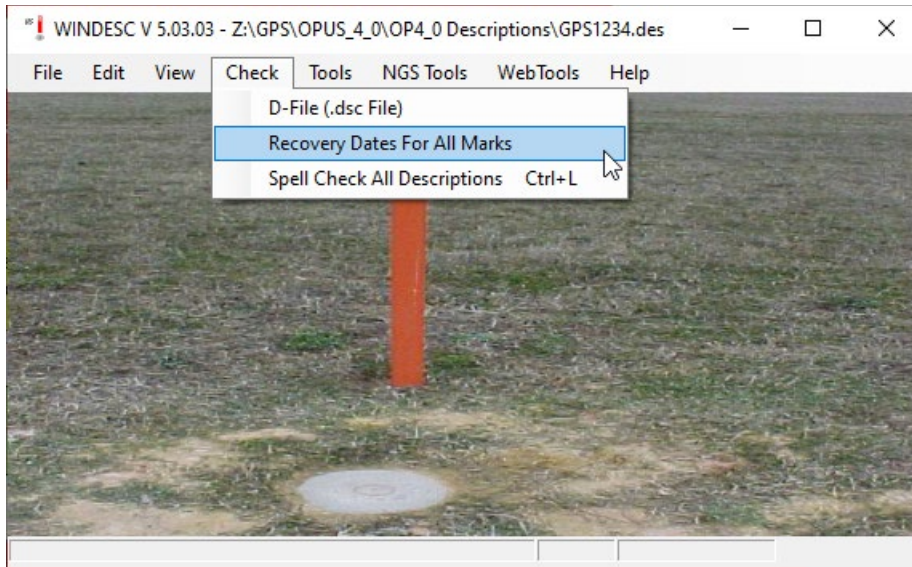 WINDESC V 5.03.03 - Z:\GPS\OPUS_4_0\OP4_0 Descriptions\GPS1234.des
File Edit View Check Tools NGS Tools WebTools Help
D-File (.dsc File)
Recovery Dates For All Marks
Spell Check All Descriptions Ctrl+L